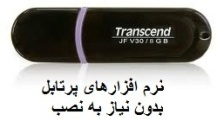 Transcend
JF V30 / 8 GB
نرم افزارهای پرتابل
بدون نیاز به نصب